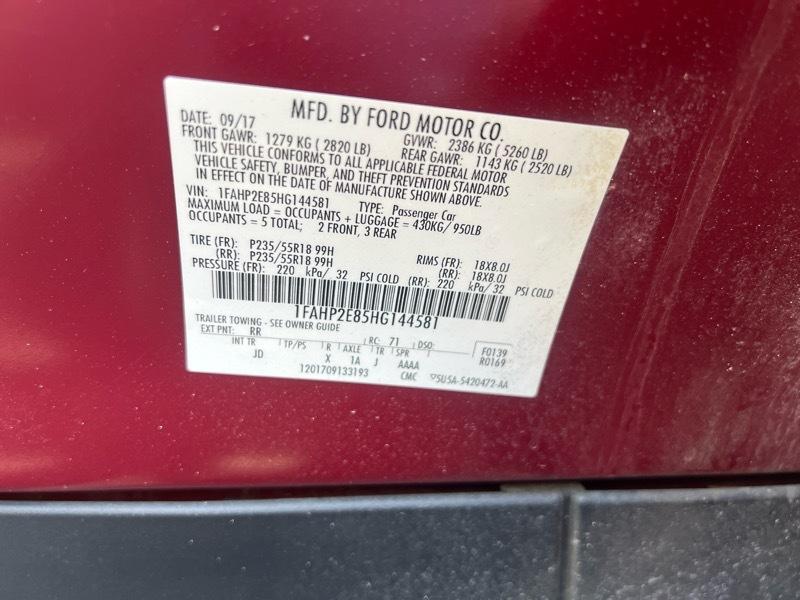 MFD. BY FORD MOTOR CO.
DATE: 09/17 GVWR: 2386 KG ( 5260 LB)
FRONT GAWR: 1279 KG ( 2820 LB) REAR GAWR: 1143 KG ( 2520 LB)
THIS VEHICLE CONFORMS TO ALL APPLICABLE FEDERAL MOTOR
VEHICLE SAFETY, BUMPER, AND THEFT PREVENTION STANDARDS
IN EFFECT ON THE DATE OF MANUFACTURE SHOWN ABOVE.
VIN: 1FAHP2E85HG144581 TYPE: Passenger Car
MAXIMUM LOAD = OCCUPANTS + LUGGAGE = 430KG/ 950LB
OCCUPANTS = 5 TOTAL; 2 FRONT, 3 REAR
TIRE (FR): P235/55R18 99H RIMS (FR): 18X8.0J
(RR): P235/55R18 99H (RR): 18X8.0J
PRESSURE (FR): 220 kPa/ 32 PSI COLD (RR): 220 kPa/ 32 PSI COLD
1FAHP2E85HG144581
TRAILER TOWING - SEE OWNER GUIDE
EXT PNT: RR RC: 71 DSO: F0139
INT TR TP/PS R AXLE TR SPR R0169
JD X 1A J AAAA
1201709133193 CMC 5U5A-5420472-AA